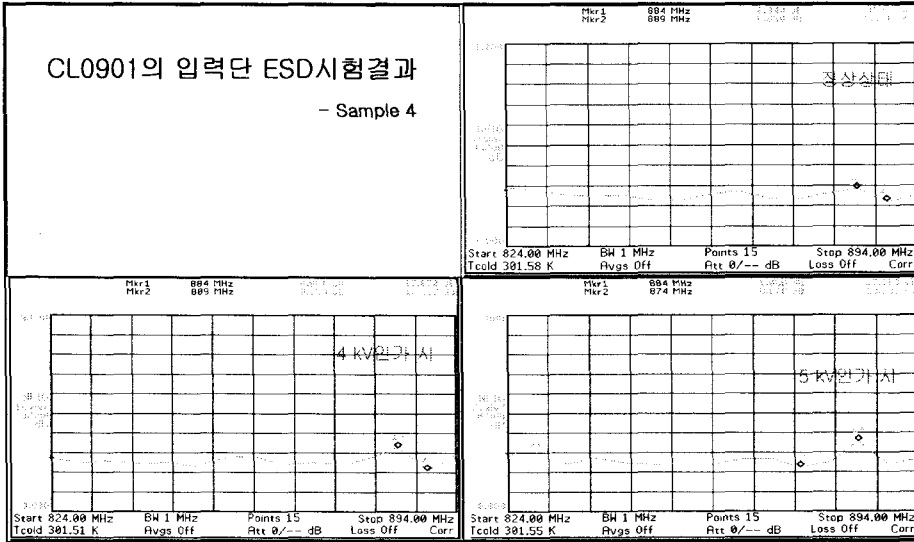 CL0901의 입력단 ESD시험결과
- Sample 4
Mkr1 884 MHz
Mkr2 889 MHz
정상상태
Start 824.00 MHz BW 1 MHz Points 15 Stop 894.00 MHz
Tcold 301.58 K Avgs Off Att 0/-- dB Loss Off Corr
Mkr1 884 MHz
Mkr2 889 MHz
4 kV인가 시
Start 824.00 MHz BW 1 MHz Points 15 Stop 894.00 MHz
Tcold 301.51 K Avgs Off Att 0/-- dB Loss Off Corr
Mkr1 884 MHz
Mkr2 874 MHz
5 kV인가 시
Start 824.00 MHz BW 1 MHz Points 15 Stop 894.00 MHz
Tcold 301.55 K Avgs Off Att 0/-- dB Loss Off Corr